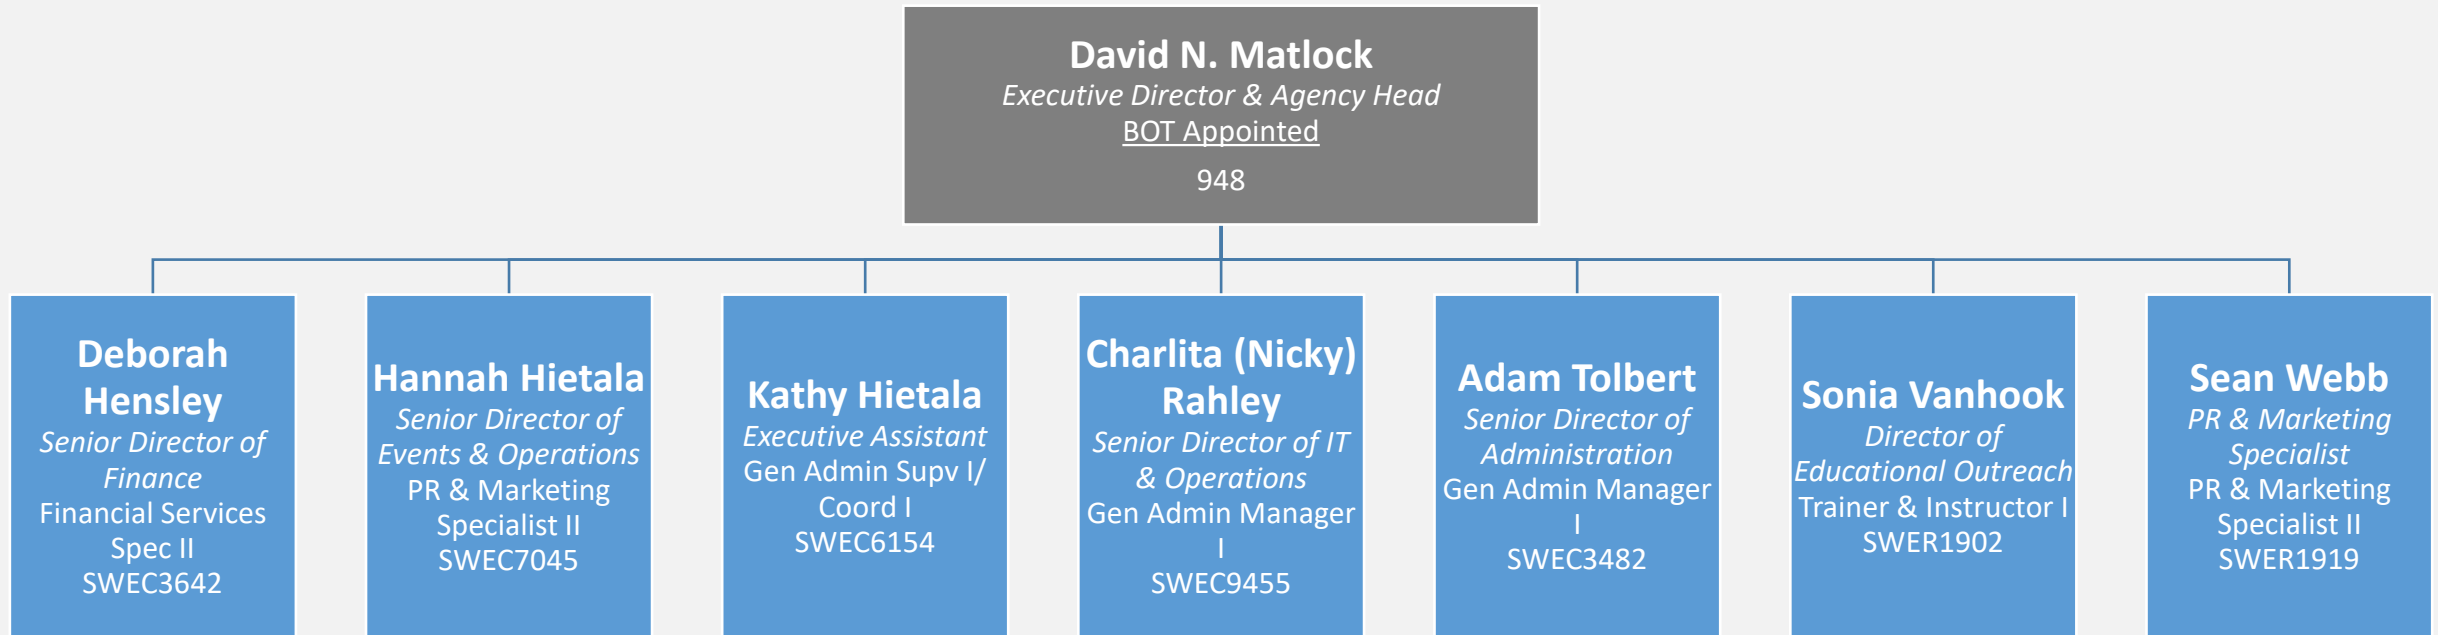 David N. Matlock
Executive Director & Agency Head
BOT Appointed
948
Deborah
Hensley
Senior Director of
Finance
Financial Services
Spec II
SWEC3642
Hannah Hietala
Senior Director of
Events & Operations
PR & Marketing
Specialist II
SWEC7045
Kathy Hietala
Executive Assistant
Gen Admin Supv I/
Coord I
SWEC6154
Charlita (Nicky)
Rahley
Senior Director of IT
& Operations
Gen Admin Manager
I
SWEC9455
Adam Tolbert
Senior Director of
Administration
Gen Admin Manager
I
SWEC3482
Sonia Vanhook
Director of
Educational Outreach
Trainer & Instructor I
SWER1902
Sean Webb
PR & Marketing
Specialist
PR & Marketing
Specialist II
SWER1919